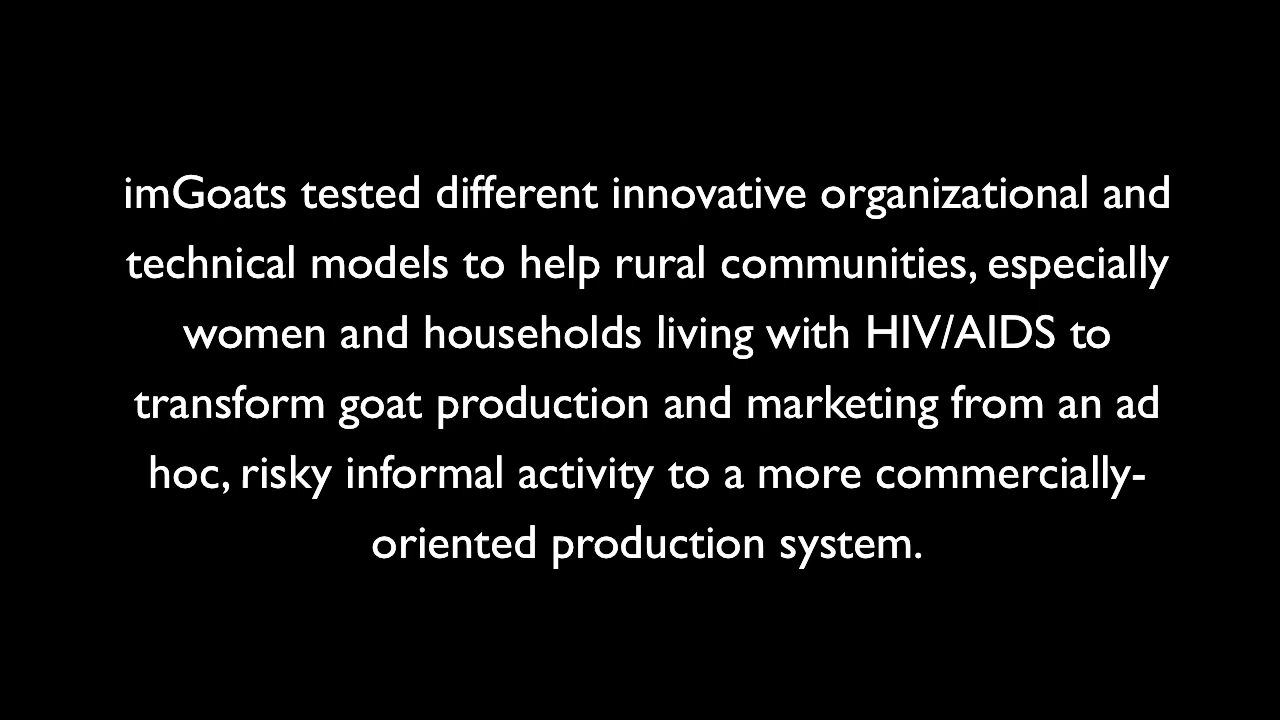 imGoats tested different innovative organizational and
technical models to help rural communities, especially
women and households living with HIV/AIDS to
transform goat production and marketing from an ad
hoc, risky informal activity to a more commercially-
oriented production system.